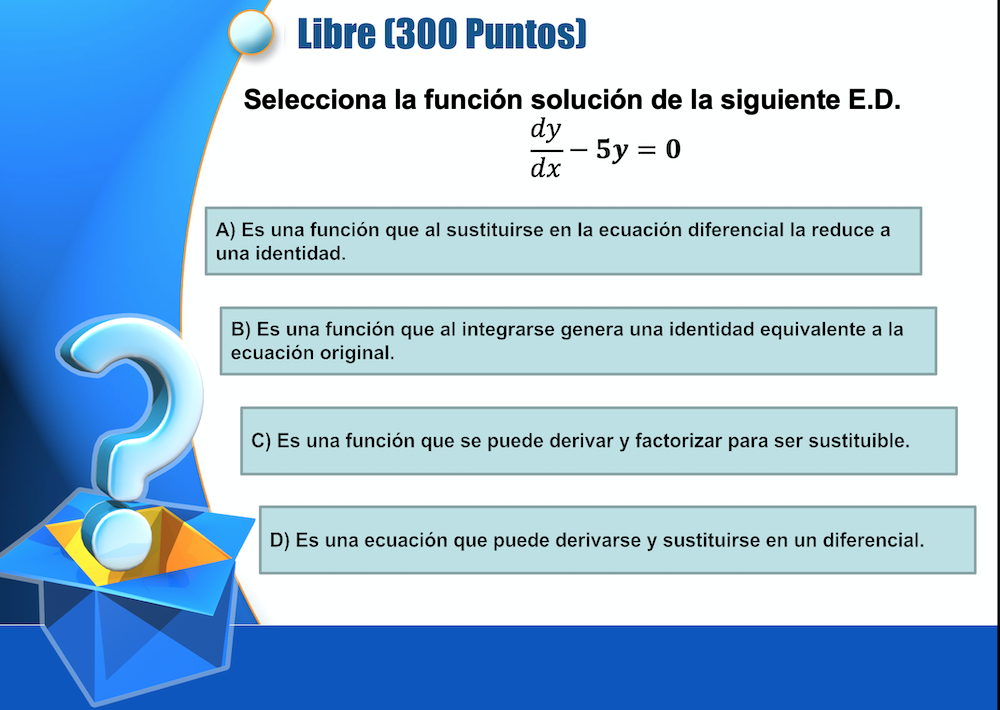 Libre (300 Puntos)
Selecciona la función solución de la siguiente E.D.
dy/dx − 5y = 0
A) Es una función que al sustituirse en la ecuación diferencial la reduce a
una identidad.
B) Es una función que al integrarse genera una identidad equivalente a la
ecuación original.
C) Es una función que se puede derivar y factorizar para ser sustituible.
D) Es una ecuación que puede derivarse y sustituirse en un diferencial.